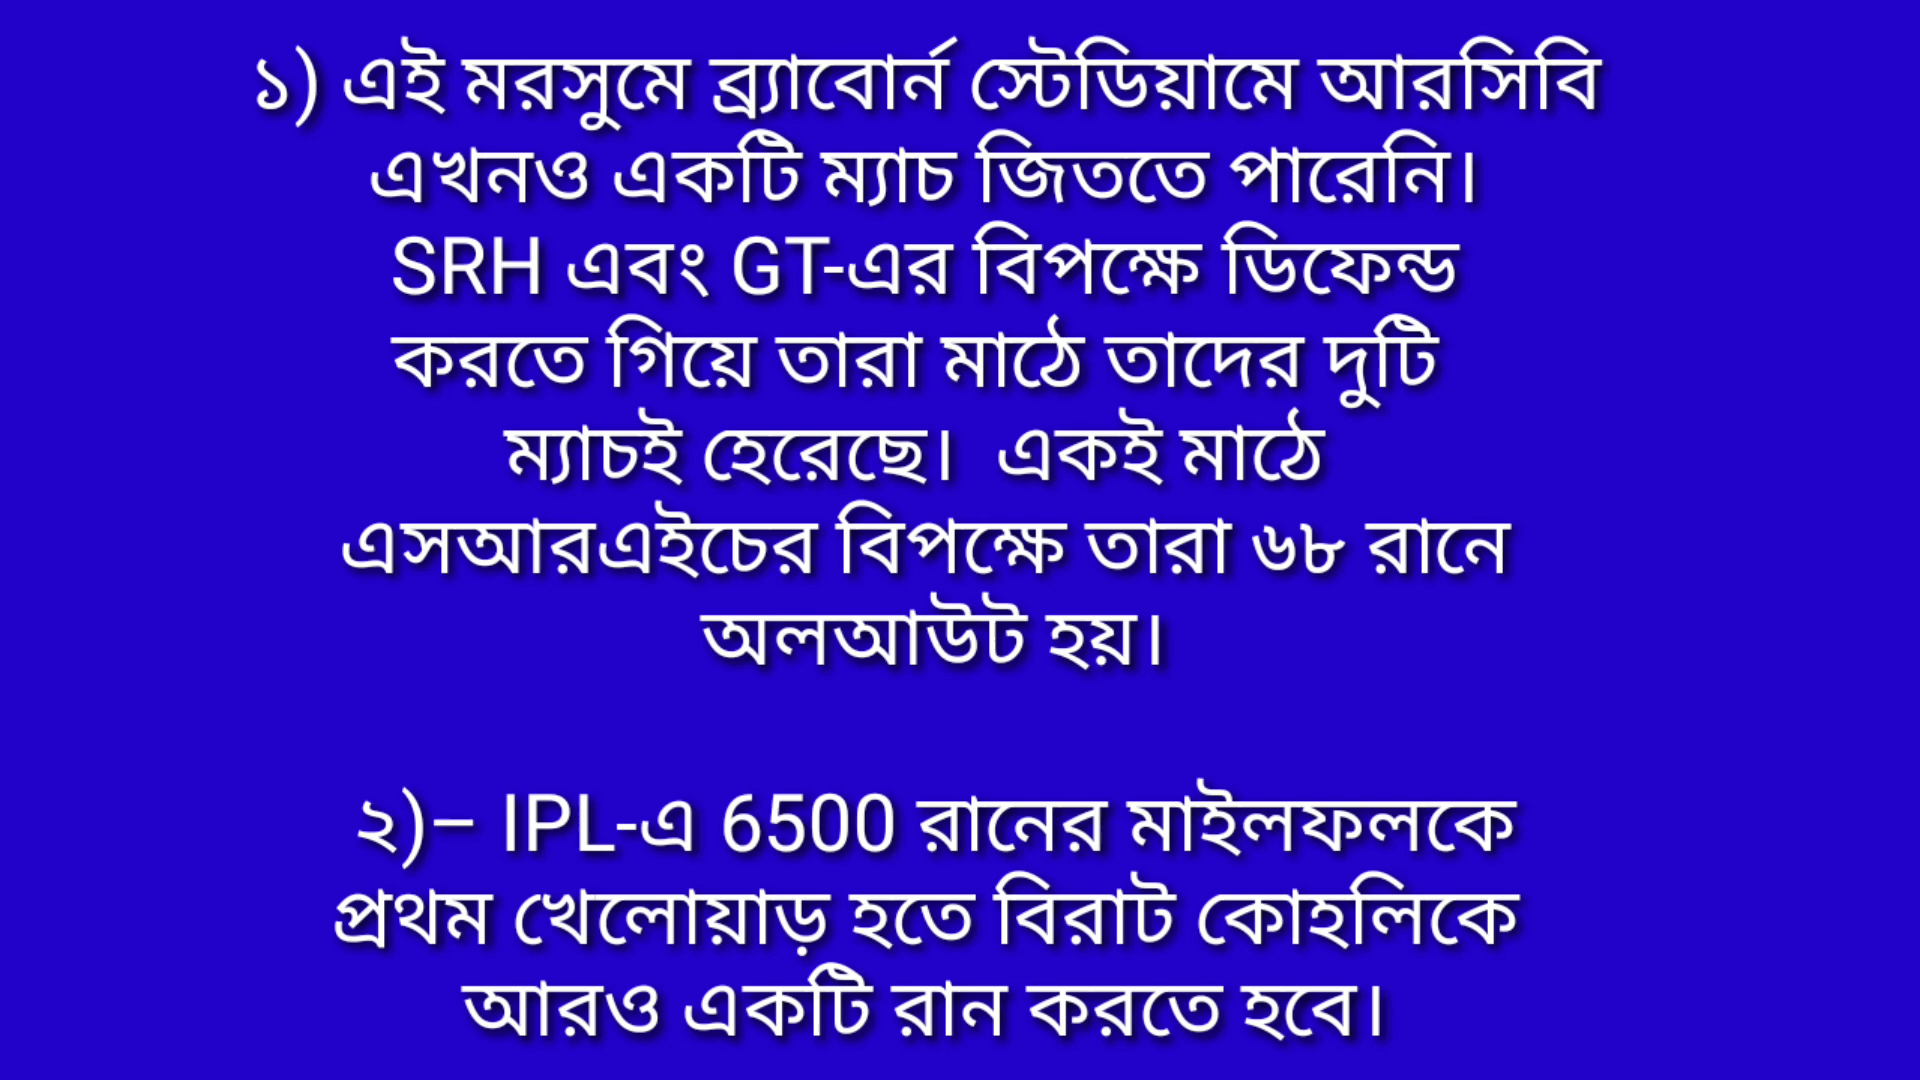 ১) এই মরসুমে ব্র্যাবোর্ন স্টেডিয়ামে আরসিবি
এখনও একটি ম্যাচ জিততে পারেনি।
SRH এবং GT-এর বিপক্ষে ডিফেন্ড
করতে গিয়ে তারা মাঠে তাদের দুটি
ম্যাচই হেরেছে। একই মাঠে
এসআরএইচের বিপক্ষে তারা ৬৮ রানে
অলআউট হয়।
২)– IPL-এ 6500 রানের মাইলফলকে
প্রথম খেলোয়াড় হতে বিরাট কোহলিকে
আরও একটি রান করতে হবে।